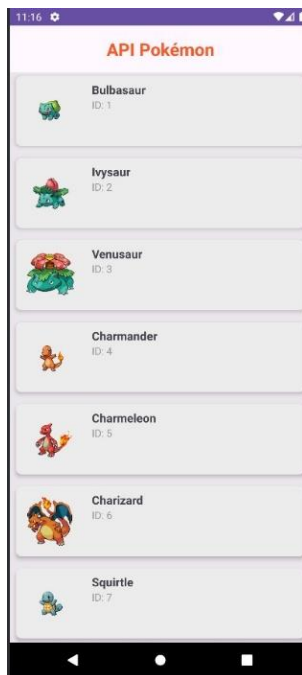 11:16
API Pokémon
Bulbasaur
ID: 1
Ivysaur
ID: 2
Venusaur
ID: 3
Charmander
ID: 4
Charmeleon
ID: 5
Charizard
ID: 6
Squirtle
ID: 7